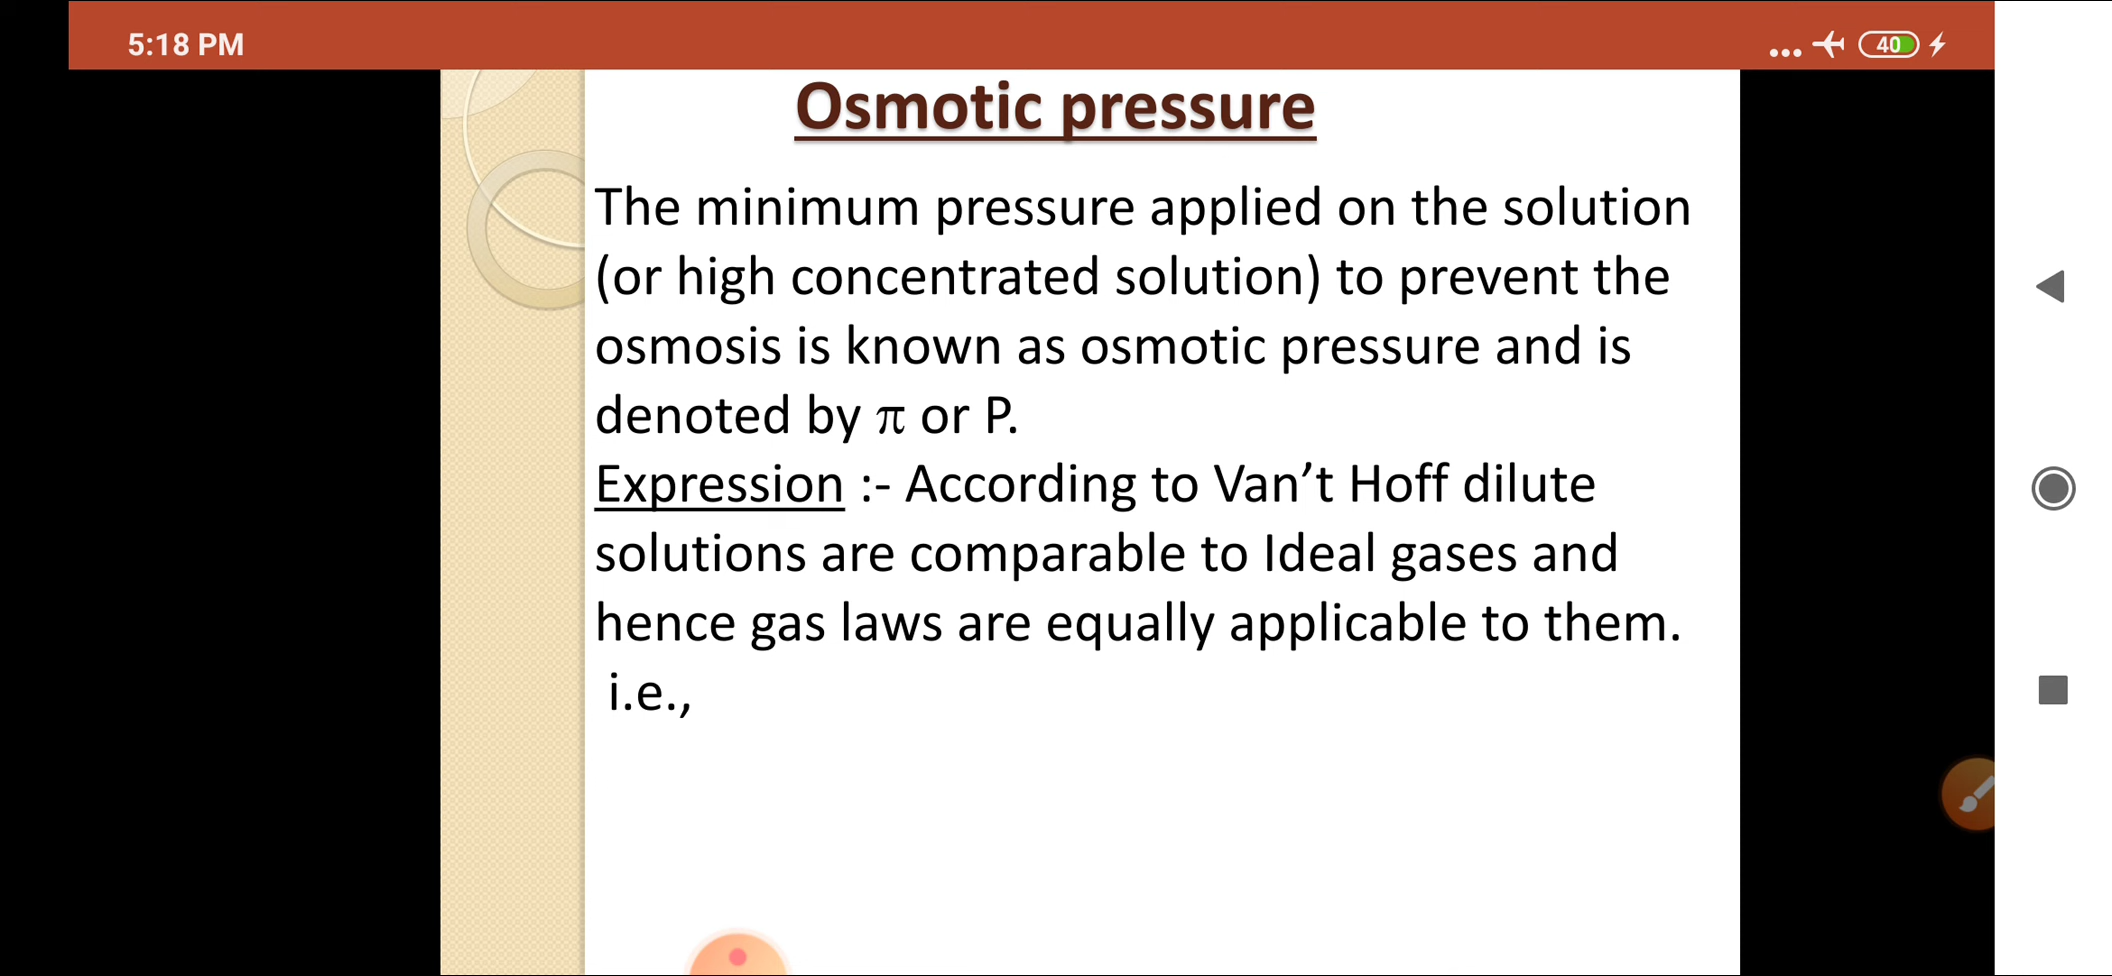 5:18 PM
40
Osmotic pressure
The minimum pressure applied on the solution
(or high concentrated solution) to prevent the
osmosis is known as osmotic pressure and is
denoted by π or P.
Expression :- According to Van’t Hoff dilute
solutions are comparable to Ideal gases and
hence gas laws are equally applicable to them.
i.e.,